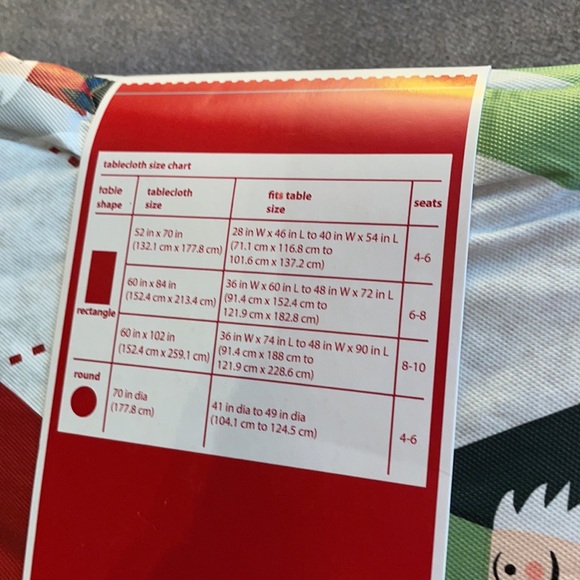 tablecloth size chart
table shape
tablecloth size
fits table size
seats
rectangle
52 in x 70 in
(132.1 cm x 177.8 cm)
28 in W x 46 in L to 40 in W x 54 in L
(71.1 cm x 116.8 cm to
101.6 cm x 137.2 cm)
4-6
60 in x 84 in
(152.4 cm x 213.4 cm)
36 in W x 60 in L to 48 in W x 72 in L
(91.4 cm x 152.4 cm to
121.9 cm x 182.8 cm)
6-8
60 in x 102 in
(152.4 cm x 259.1 cm)
36 in W x 74 in L to 48 in W x 90 in L
(91.4 cm x 188 cm to
121.9 cm x 228.6 cm)
8-10
round
70 in dia
(177.8 cm)
41 in dia to 49 in dia
(104.1 cm to 124.5 cm)
4-6